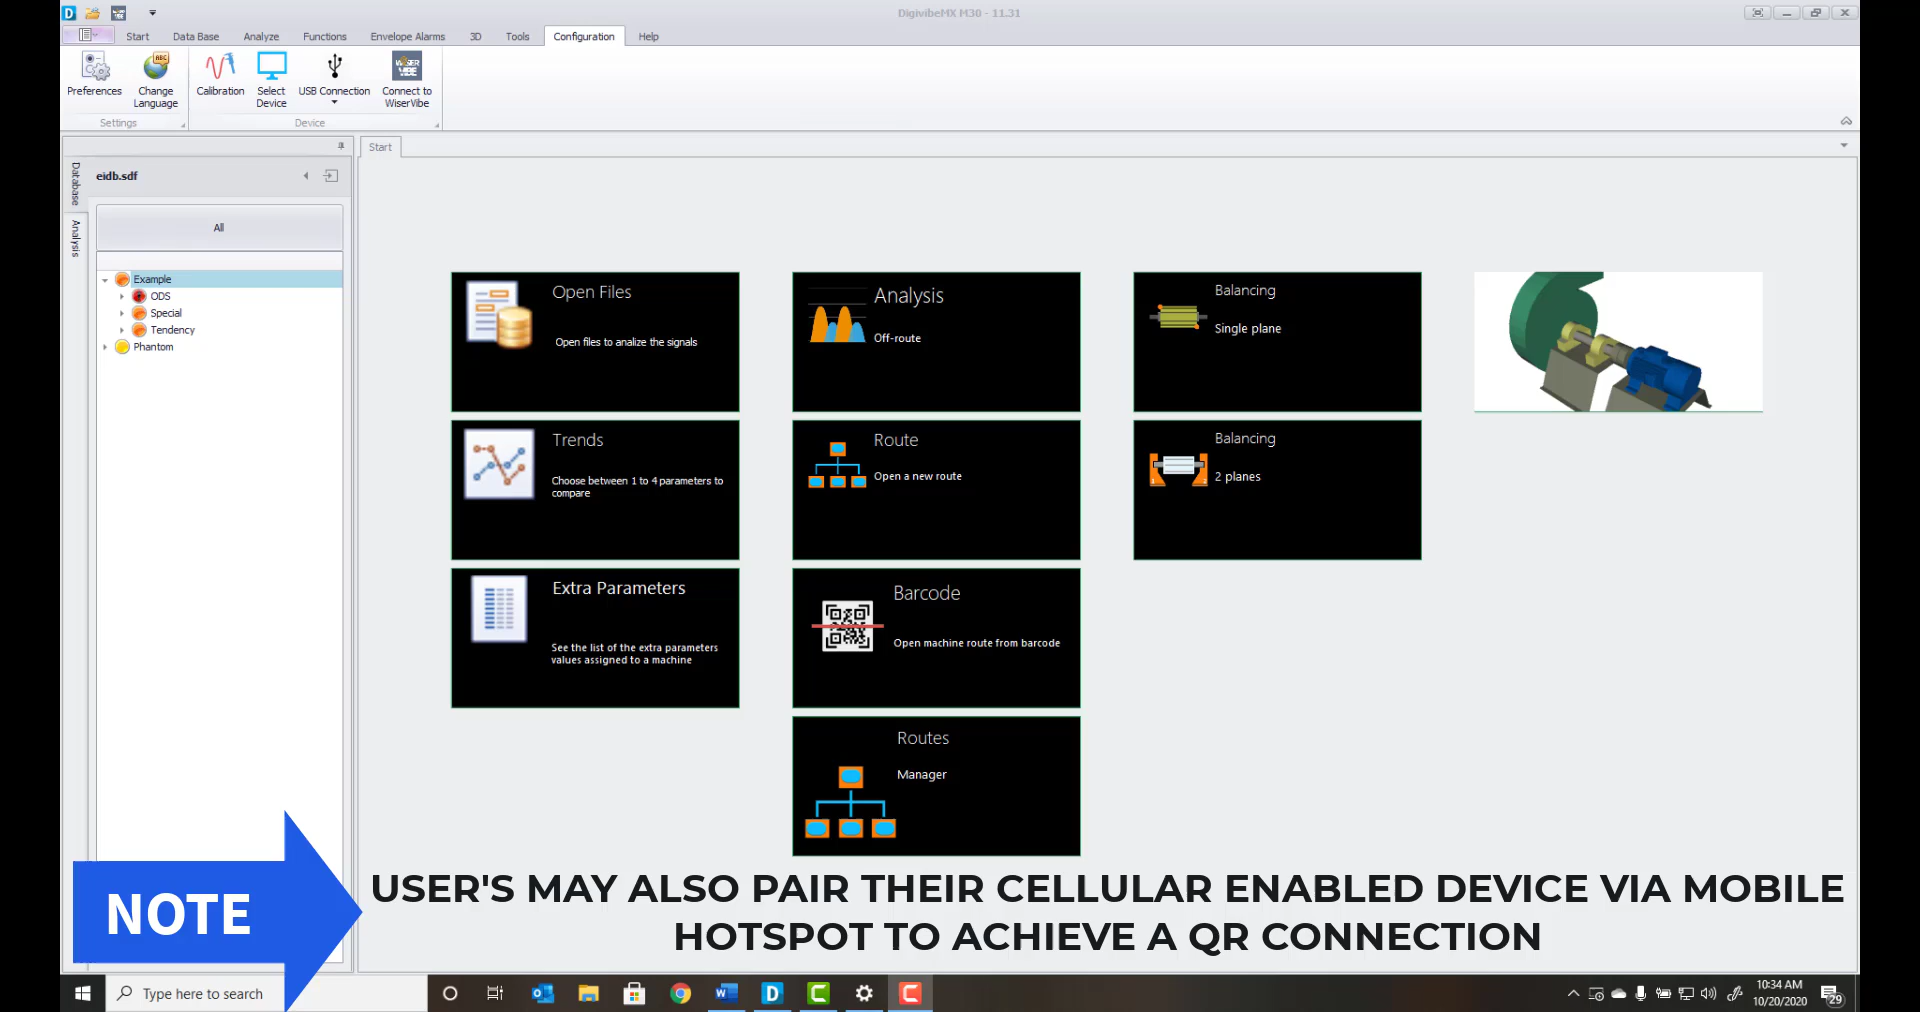 DigivibeMX M30 - 11.31
Start
Data Base
Analyze
Functions
Envelope Alarms
3D
Tools
Configuration
Help
Preferences
Change
Language
Calibration
Select
Device
USB Connection
WISER
VIBE
Connect to
WiserVibe
Settings
Device
Start
Database
Analysis
eidb.sdf
All
Example
ODS
Special
Tendency
Phantom
Open Files
Open files to analize the signals
Trends
Choose between 1 to 4 parameters to
compare
Extra Parameters
See the list of the extra parameters
values assigned to a machine
Analysis
Off-route
Route
Open a new route
Barcode
Open machine route from barcode
Routes
Manager
Balancing
Single plane
Balancing
2 planes
NOTE
USER'S MAY ALSO PAIR THEIR CELLULAR ENABLED DEVICE VIA MOBILE
HOTSPOT TO ACHIEVE A QR CONNECTION
Type here to search
10:34 AM
10/20/2020
29